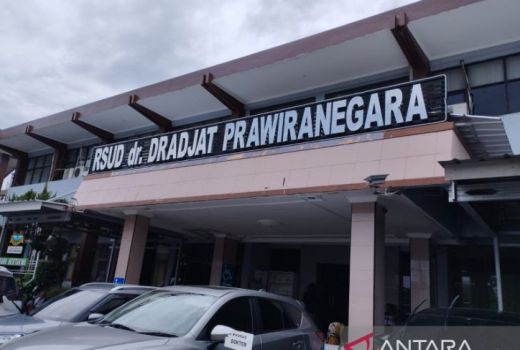 RSUD dr. DRADJAT PRAWIRANEGARA
DOKTER
ANTARA